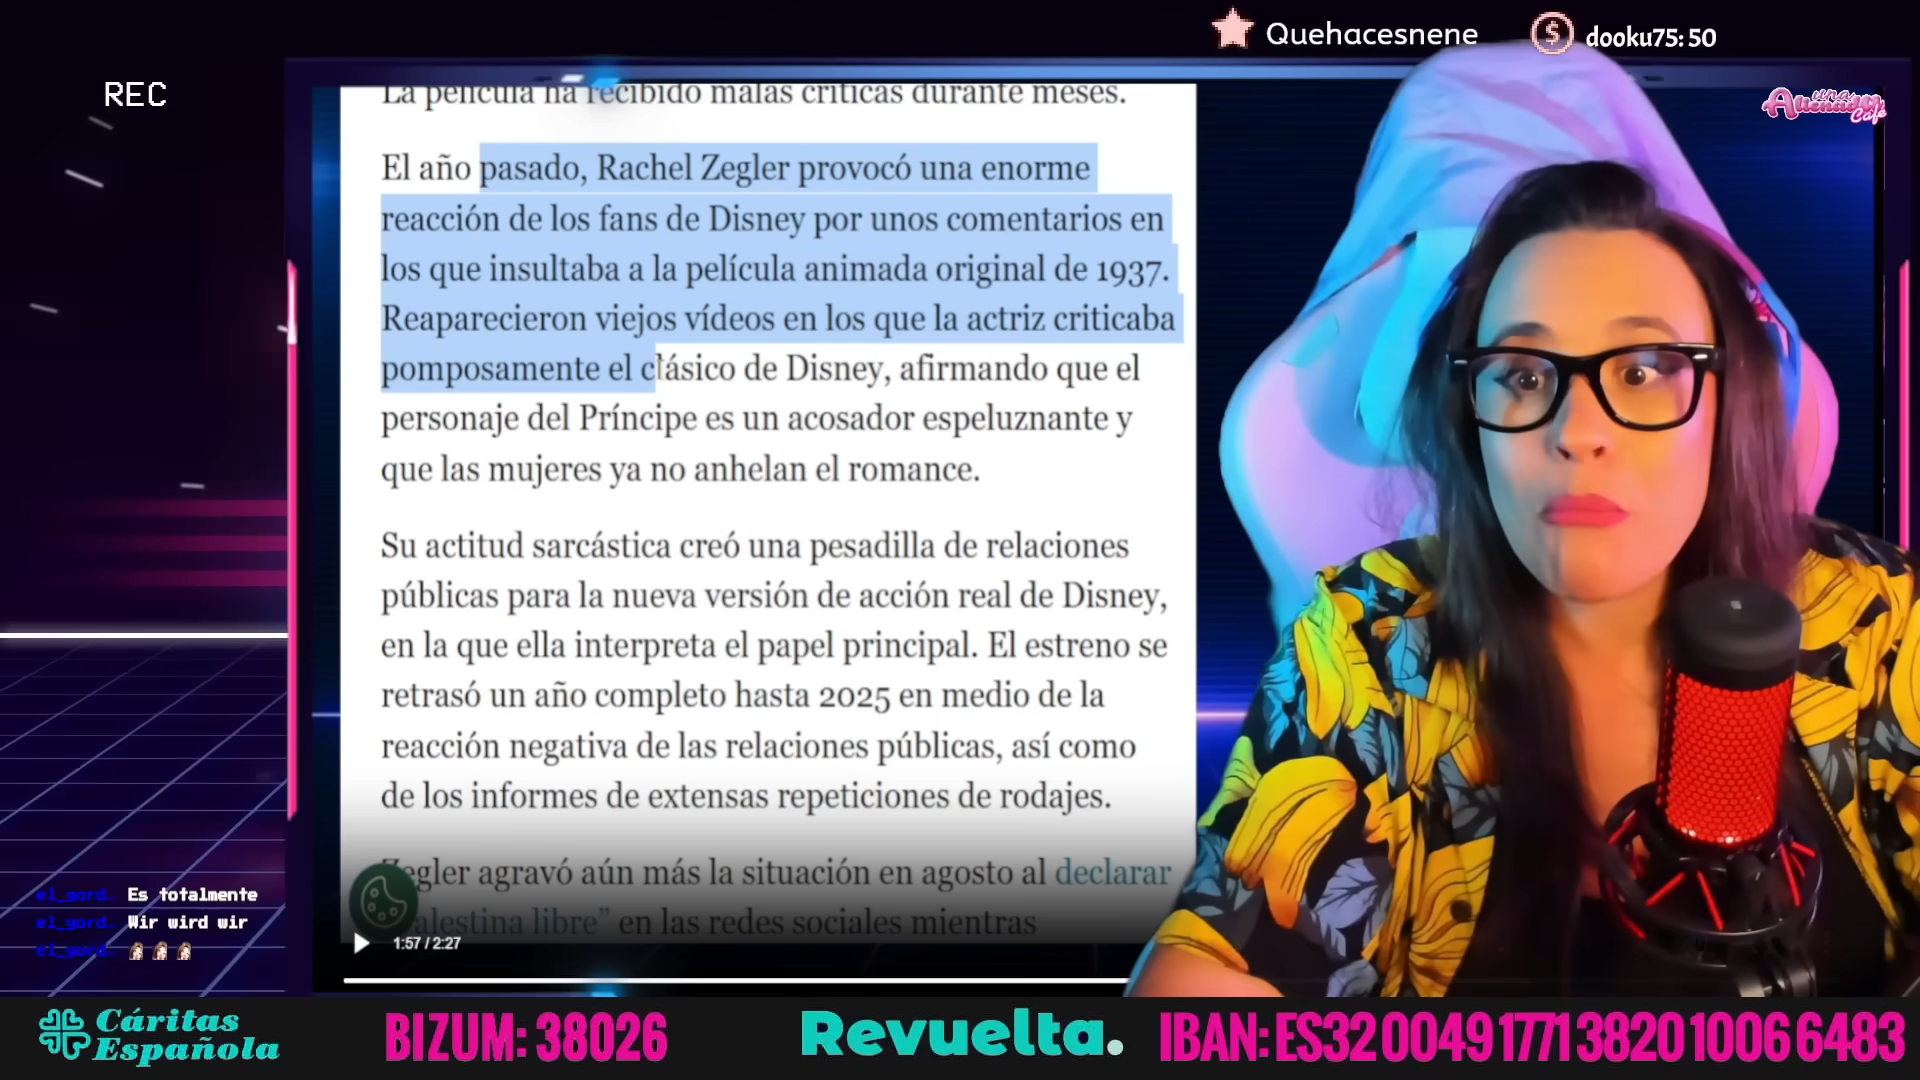 Quehacesnene
dooku75: 50
REC
una
Alienada
Café
La película ha recibido malas críticas durante meses.
El año pasado, Rachel Zegler provocó una enorme
reacción de los fans de Disney por unos comentarios en
los que insultaba a la película animada original de 1937.
Reaparecieron viejos vídeos en los que la actriz criticaba
pomposamente el clásico de Disney, afirmando que el
personaje del Príncipe es un acosador espeluznante y
que las mujeres ya no anhelan el romance.
Su actitud sarcástica creó una pesadilla de relaciones
públicas para la nueva versión de acción real de Disney,
en la que ella interpreta el papel principal. El estreno se
retrasó un año completo hasta 2025 en medio de la
reacción negativa de las relaciones públicas, así como
de los informes de extensas repeticiones de rodajes.
Zegler agravó aún más la situación en agosto al declarar
Palestina libre” en las redes sociales mientras
1:57 / 2:27
el_gord. Es totalmente
el_gord. Wir wird wir
el_gord.
Cáritas
Española
BIZUM: 38026
Revuelta.
IBAN: ES32 0049 1771 3820 1006 6483